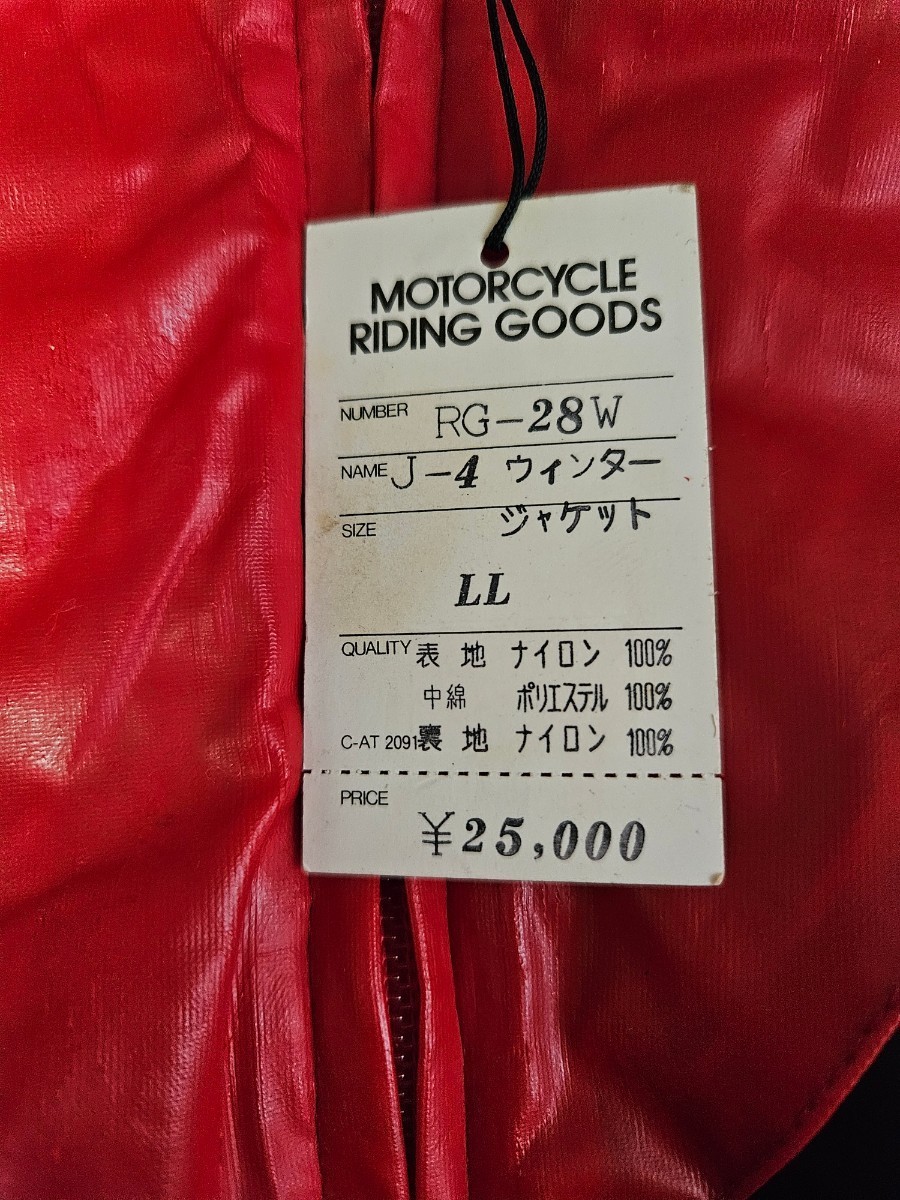 MOTORCYCLE
RIDING GOODS
NUMBER RG-28W
NAME J-4 ウィンター
ジャケット
SIZE
LL
QUALITY 表地 ナイロン 100%
中綿 ポリエステル 100%
C-AT 2091 裏地 ナイロン 100%
PRICE
¥25,000